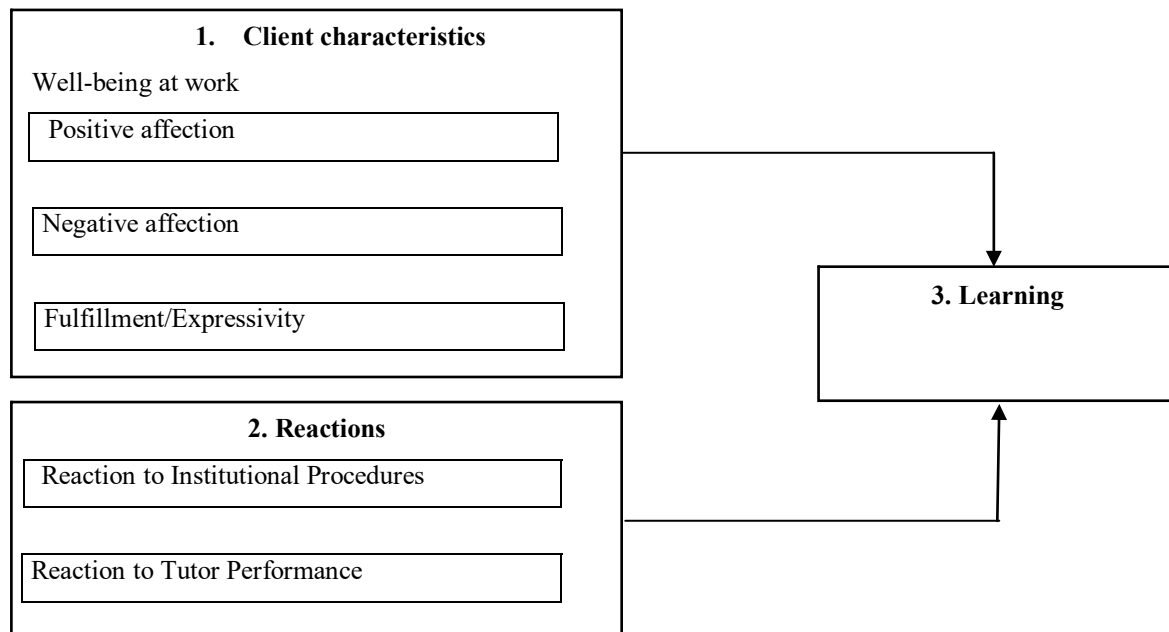 1. Client characteristics
Well-being at work
Positive affection
Negative affection
Fulfillment/Expressivity
2. Reactions
Reaction to Institutional Procedures
Reaction to Tutor Performance
3. Learning